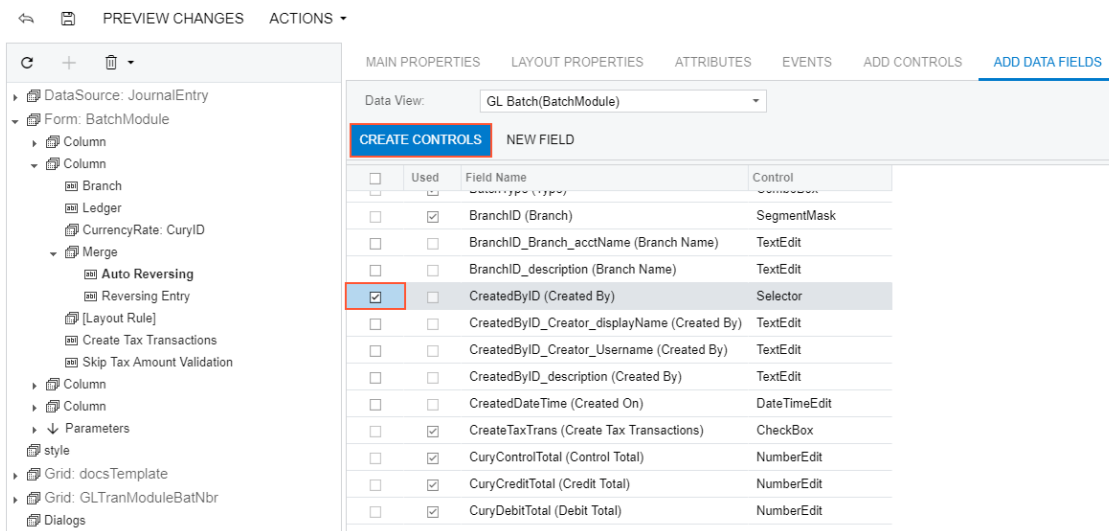 PREVIEW CHANGES ACTIONS
MAIN PROPERTIES LAYOUT PROPERTIES ATTRIBUTES EVENTS ADD CONTROLS ADD DATA FIELDS
DataSource: JournalEntry
Form: BatchModule
Column
Column
Branch
Ledger
CurrencyRate: CuryID
Merge
Auto Reversing
Reversing Entry
[Layout Rule]
Create Tax Transactions
Skip Tax Amount Validation
Column
Column
Parameters
style
Grid: docsTemplate
Grid: GLTranModuleBatNbr
Dialogs
Data View: GL Batch(BatchModule)
CREATE CONTROLS NEW FIELD
Used Field Name Control
BatchType (Type) ComboBox
BranchID (Branch) SegmentMask
BranchID_Branch_acctName (Branch Name) TextEdit
BranchID_description (Branch Name) TextEdit
CreatedByID (Created By) Selector
CreatedByID_Creator_displayName (Created By) TextEdit
CreatedByID_Creator_Username (Created By) TextEdit
CreatedByID_description (Created By) TextEdit
CreatedDateTime (Created On) DateTimeEdit
CreateTaxTrans (Create Tax Transactions) CheckBox
CuryControlTotal (Control Total) NumberEdit
CuryCreditTotal (Credit Total) NumberEdit
CuryDebitTotal (Debit Total) NumberEdit